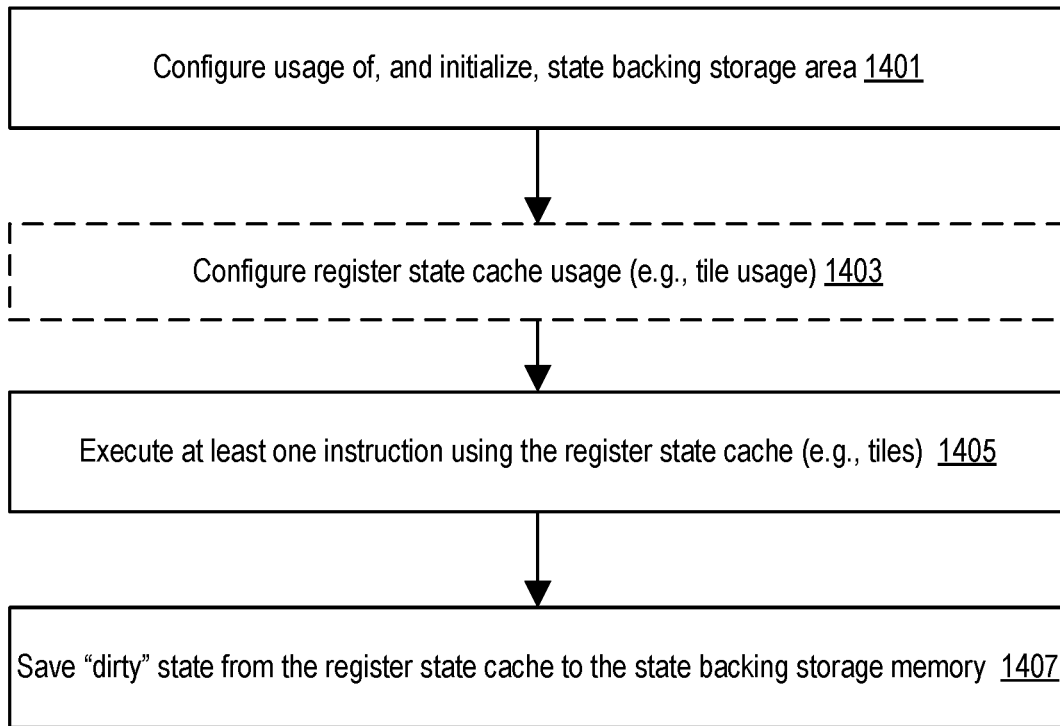 Configure usage of, and initialize, state backing storage area 1401
Configure register state cache usage (e.g., tile usage) 1403
Execute at least one instruction using the register state cache (e.g., tiles) 1405
Save “dirty” state from the register state cache to the state backing storage memory 1407